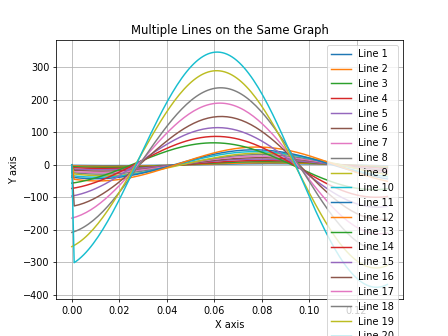 Multiple Lines on the Same Graph
Y axis
300
200
100
0
−100
−200
−300
−400
0.00
0.02
0.04
0.06
0.08
0.10
X axis
Line 1
Line 2
Line 3
Line 4
Line 5
Line 6
Line 7
Line 8
Line 9
Line 10
Line 11
Line 12
Line 13
Line 14
Line 15
Line 16
Line 17
Line 18
Line 19
Line 20